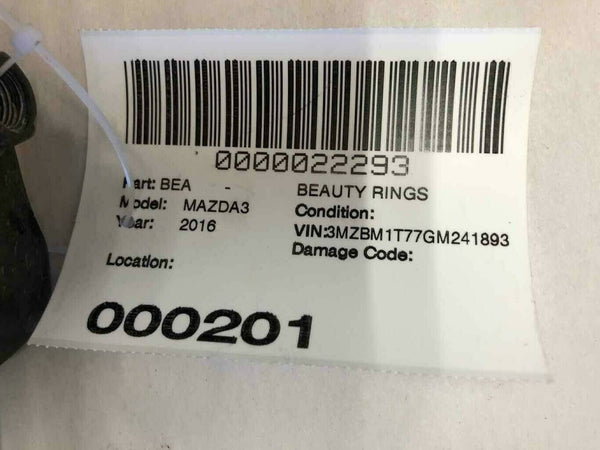 0000022293
Part: BEA - BEAUTY RINGS
Model: MAZDA3 Condition:
Year: 2016 VIN:3MZBM1T77GM241893
Damage Code:
Location:
000201